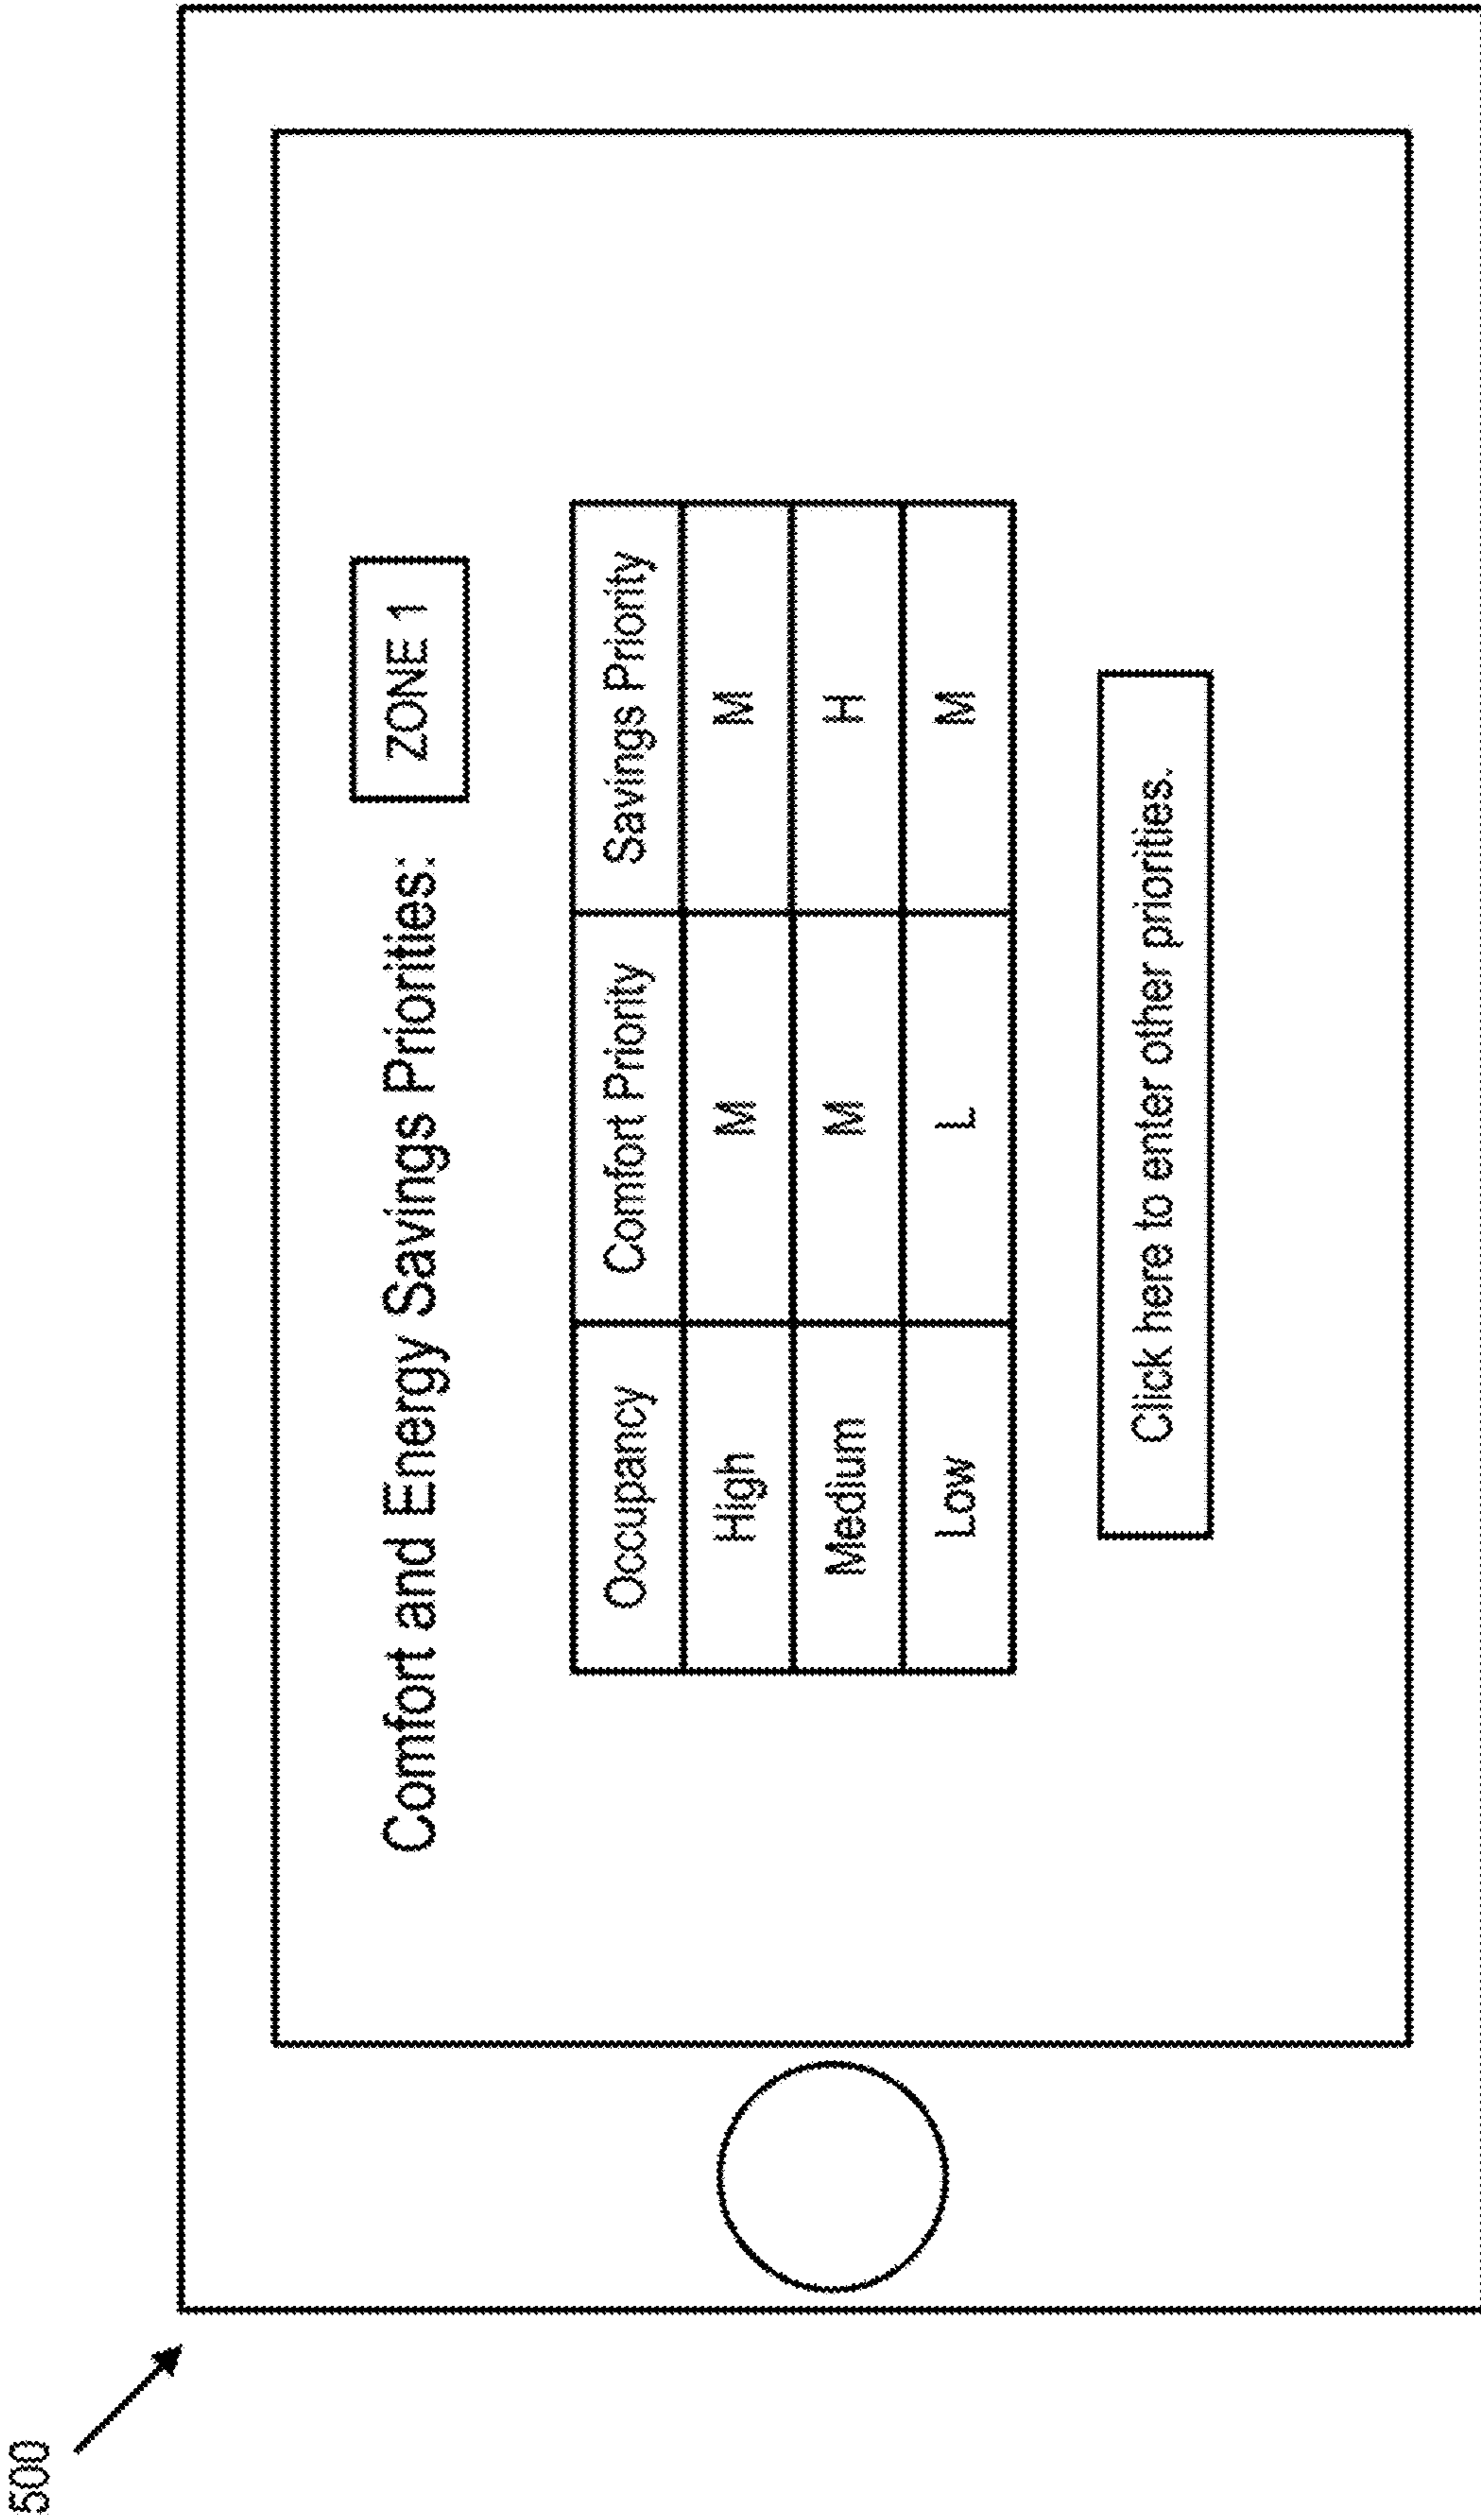 500
Comfort and Energy Savings Priorities: ZONE 1
Occupancy Comfort Priority Savings Priority
High M M
Medium M H
Low L M
Click here to enter other priorities.